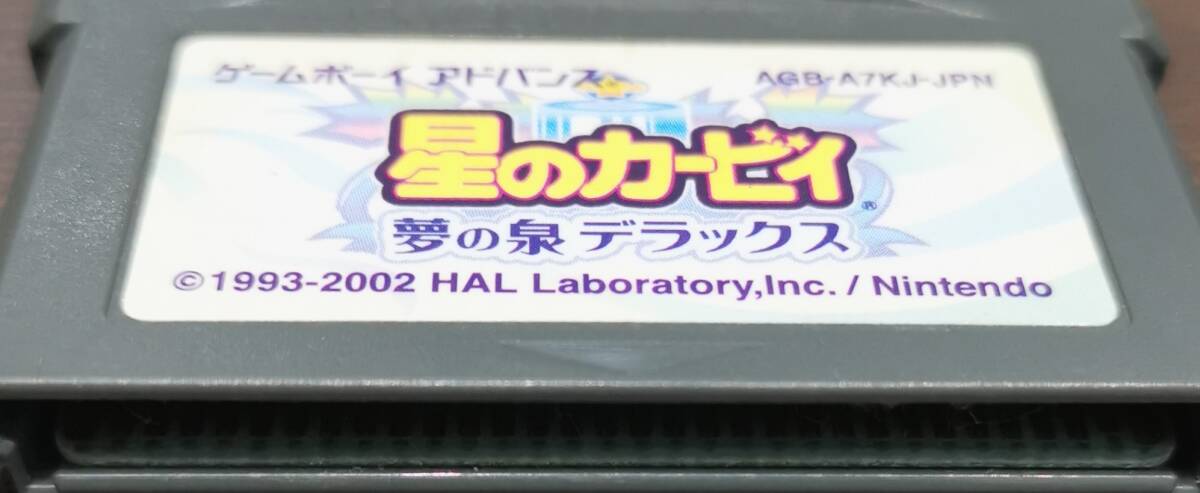 ゲームボーイ アドバンス AGB-A7KJ-JPN
星のカービィ®
夢の泉 デラックス
©1993-2002 HAL Laboratory,Inc. / Nintendo